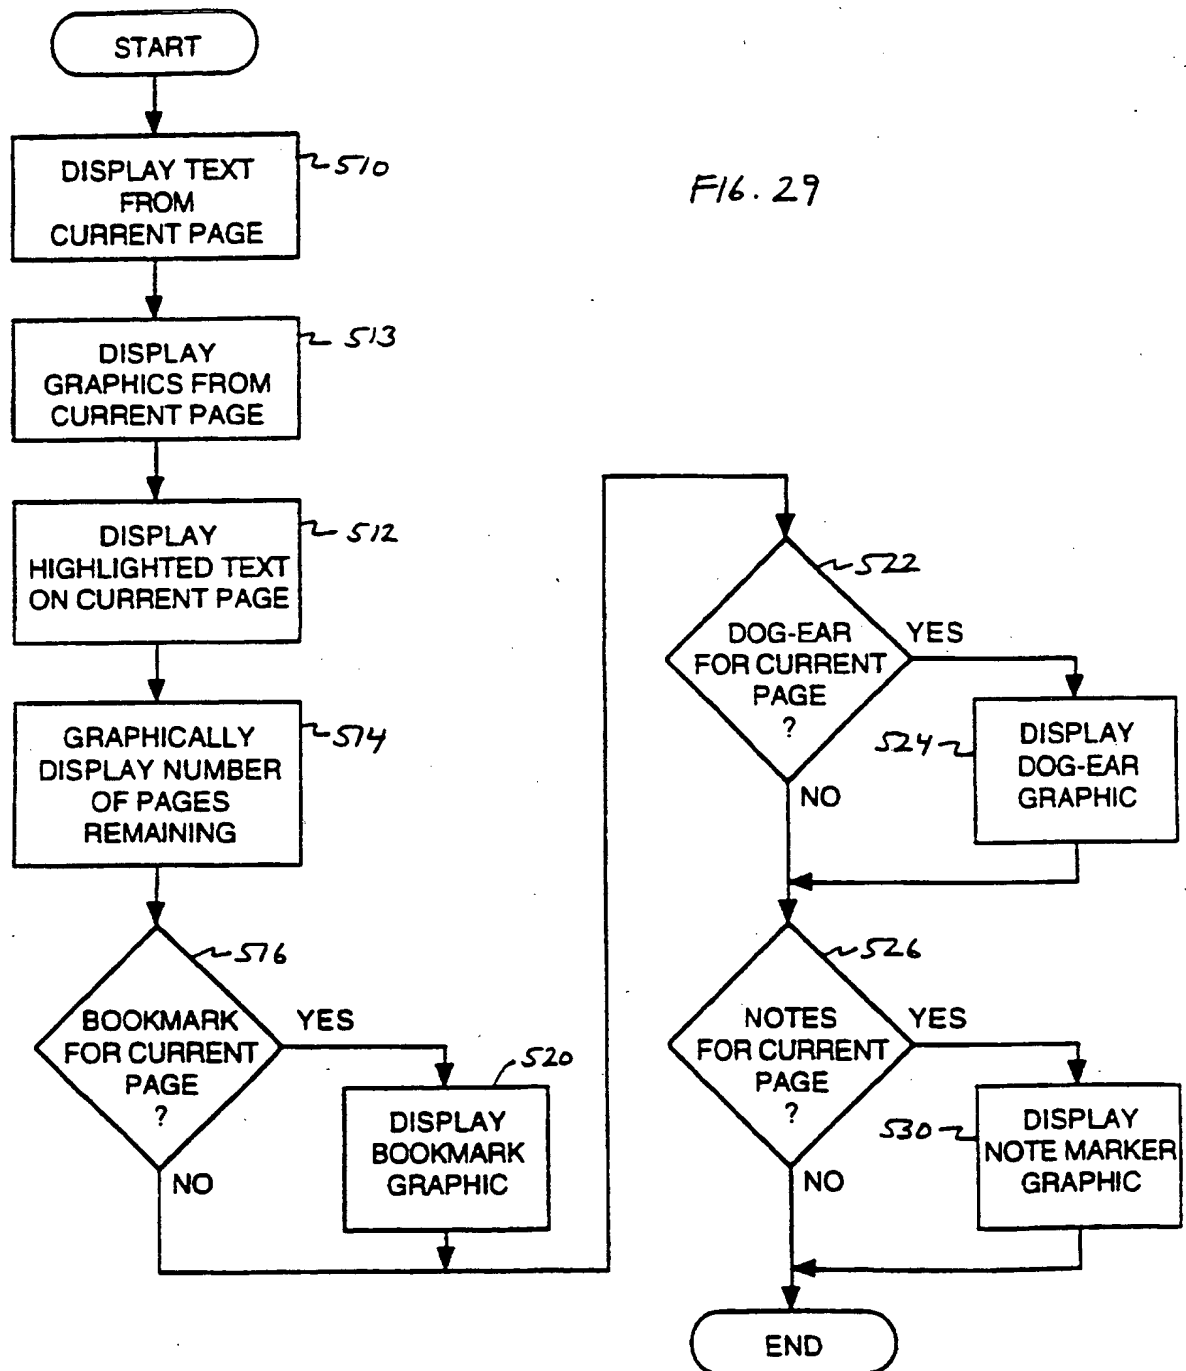 START
DISPLAY TEXT
FROM
CURRENT PAGE
510
FIG. 29
DISPLAY
GRAPHICS FROM
CURRENT PAGE
513
DISPLAY
HIGHLIGHTED TEXT
ON CURRENT PAGE
512
GRAPHICALLY
DISPLAY NUMBER
OF PAGES
REMAINING
514
BOOKMARK
FOR CURRENT
PAGE
?
516
YES
NO
DISPLAY
BOOKMARK
GRAPHIC
520
DOG-EAR
FOR CURRENT
PAGE
?
522
YES
NO
DISPLAY
DOG-EAR
GRAPHIC
524
NOTES
FOR CURRENT
PAGE
?
526
YES
NO
DISPLAY
NOTE MARKER
GRAPHIC
530
END